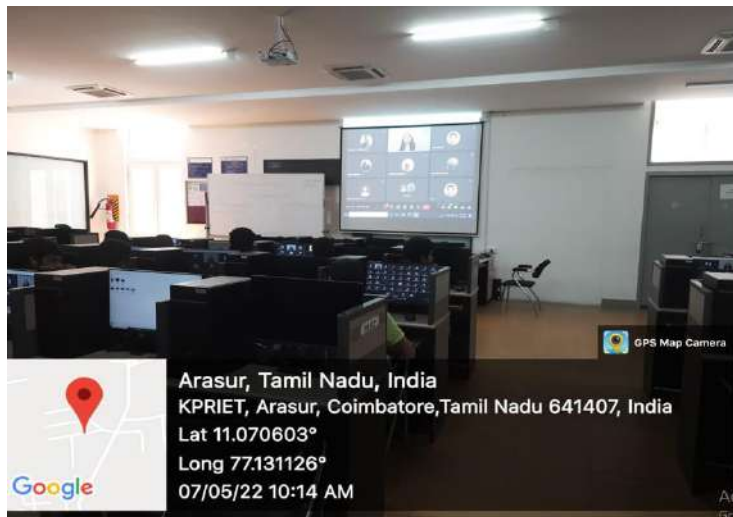 GPS Map Camera
Arasur, Tamil Nadu, India
KPRIET, Arasur, Coimbatore,Tamil Nadu 641407, India
Lat 11.070603°
Long 77.131126°
07/05/22 10:14 AM
Google